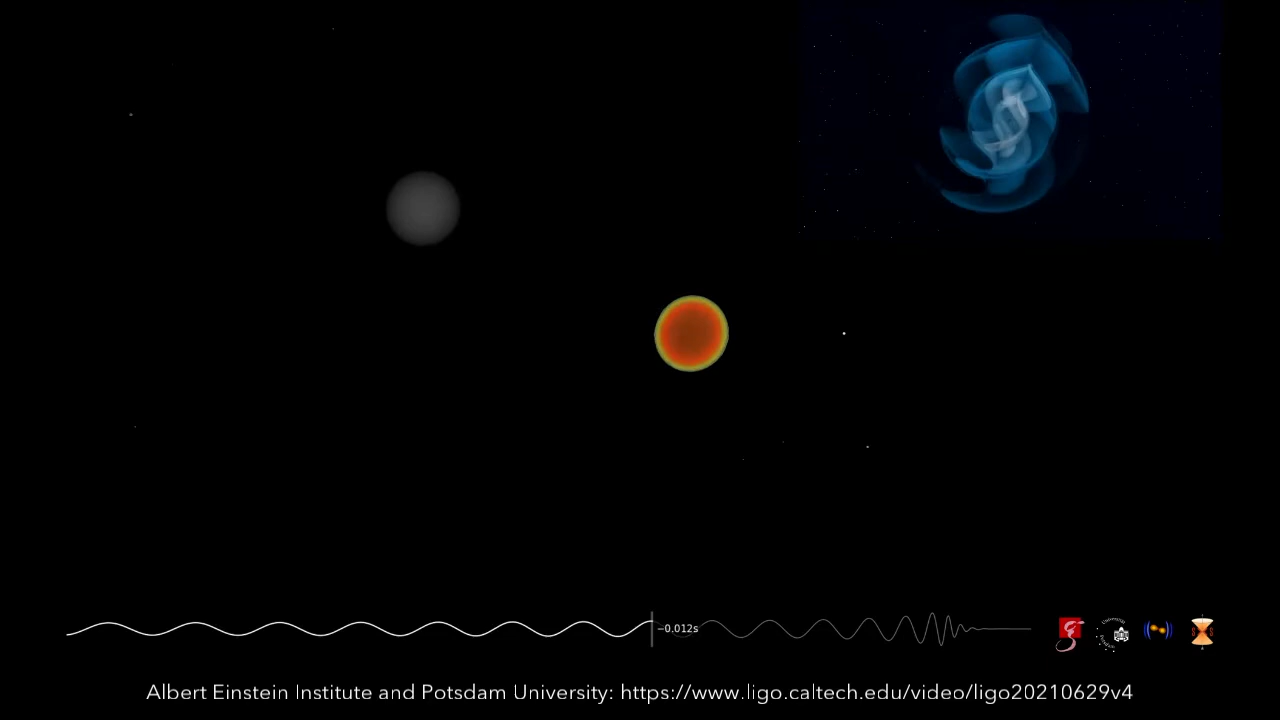 −0.012s
Albert Einstein Institute and Potsdam University: https://www.ligo.caltech.edu/video/ligo20210629v4